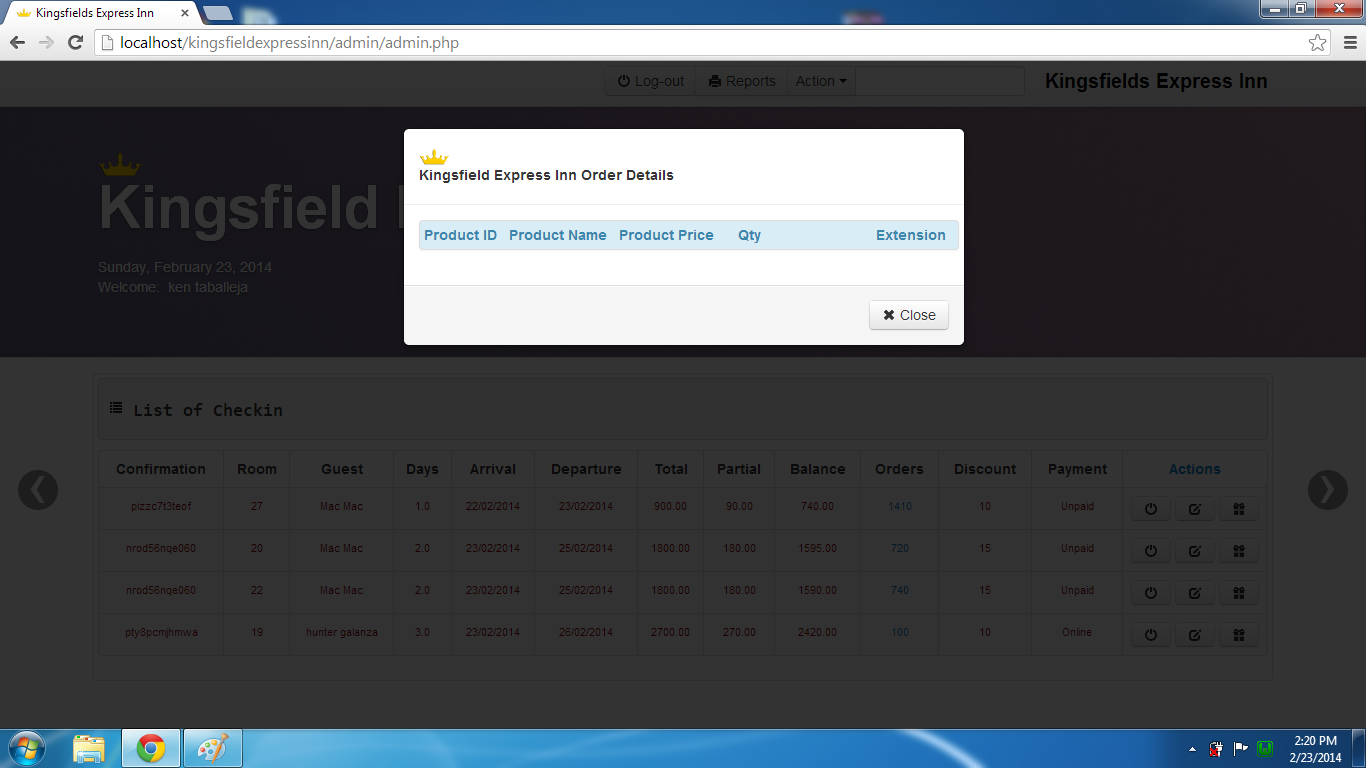 Kingsfields Express Inn
localhost/kingsfieldexpressinn/admin/admin.php
Log-out Reports Action Kingsfields Express Inn
Kingsfield
Sunday, February 23, 2014
Welcome: ken taballeja
Kingsfield Express Inn Order Details
Product ID Product Name Product Price Qty Extension
Close
List of Checkin
Confirmation Room Guest Days Arrival Departure Total Partial Balance Orders Discount Payment Actions
pizzc7t3teof 27 Mac Mac 1.0 22/02/2014 23/02/2014 900.00 90.00 740.00 1410 10 Unpaid
nrod56nqe060 20 Mac Mac 2.0 23/02/2014 25/02/2014 1800.00 180.00 1595.00 720 15 Unpaid
nrod56nqe060 22 Mac Mac 2.0 23/02/2014 25/02/2014 1800.00 180.00 1590.00 740 15 Unpaid
pty8pcmjhmwa 19 hunter galanza 3.0 23/02/2014 26/02/2014 2700.00 270.00 2420.00 100 10 Online
2:20 PM
2/23/2014